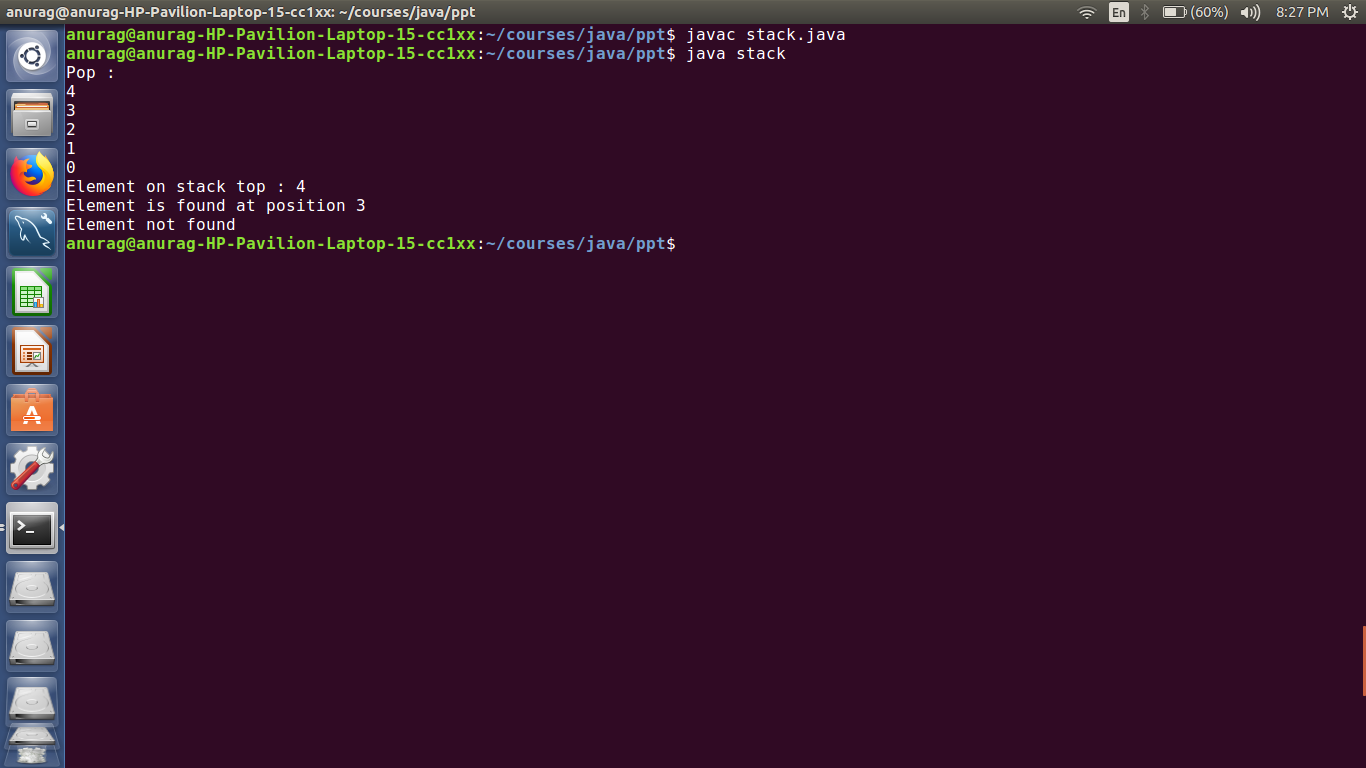 anurag@anurag-HP-Pavilion-Laptop-15-cc1xx: ~/courses/java/ppt En (60%) 8:27 PM
anurag@anurag-HP-Pavilion-Laptop-15-cc1xx:~/courses/java/ppt$ javac stack.java
anurag@anurag-HP-Pavilion-Laptop-15-cc1xx:~/courses/java/ppt$ java stack
Pop :
4
3
2
1
0
Element on stack top : 4
Element is found at position 3
Element not found
anurag@anurag-HP-Pavilion-Laptop-15-cc1xx:~/courses/java/ppt$